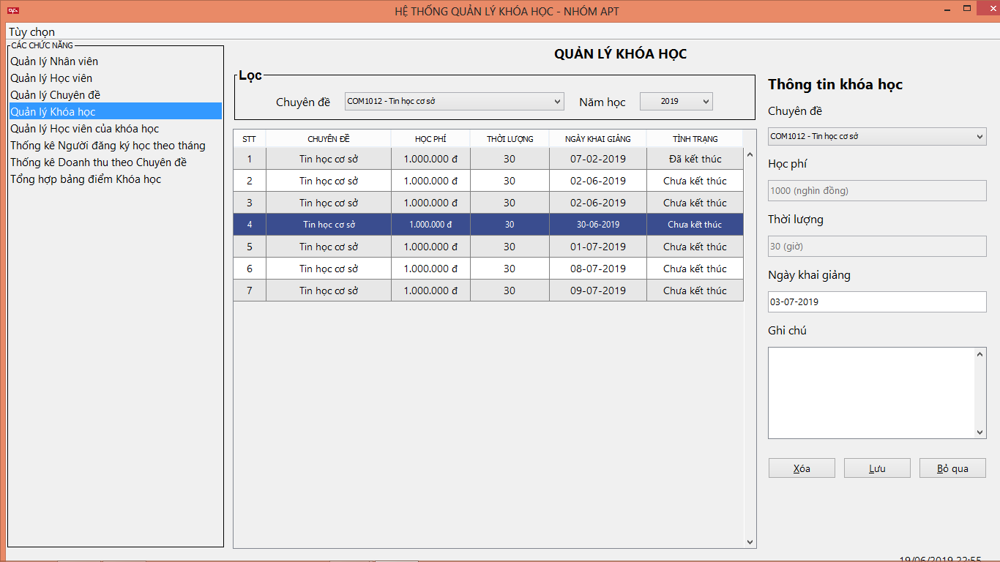 apt
HỆ THỐNG QUẢN LÝ KHÓA HỌC - NHÓM APT
Tùy chọn
CÁC CHỨC NĂNG
Quản lý Nhân viên
Quản lý Học viên
Quản lý Chuyên đề
Quản lý Khóa học
Quản lý Học viên của khóa học
Thống kê Người đăng ký học theo tháng
Thống kê Doanh thu theo Chuyên đề
Tổng hợp bảng điểm Khóa học
QUẢN LÝ KHÓA HỌC
Lọc
Chuyên đề COM1012 - Tin học cơ sở Năm học 2019
STT CHUYÊN ĐỀ HỌC PHÍ THỜI LƯỢNG NGÀY KHAI GIẢNG TÌNH TRẠNG
1 Tin học cơ sở 1.000.000 đ 30 07-02-2019 Đã kết thúc
2 Tin học cơ sở 1.000.000 đ 30 02-06-2019 Chưa kết thúc
3 Tin học cơ sở 1.000.000 đ 30 02-06-2019 Chưa kết thúc
4 Tin học cơ sở 1.000.000 đ 30 30-06-2019 Chưa kết thúc
5 Tin học cơ sở 1.000.000 đ 30 01-07-2019 Chưa kết thúc
6 Tin học cơ sở 1.000.000 đ 30 08-07-2019 Chưa kết thúc
7 Tin học cơ sở 1.000.000 đ 30 09-07-2019 Chưa kết thúc
Thông tin khóa học
Chuyên đề
COM1012 - Tin học cơ sở
Học phí
1000 (nghìn đồng)
Thời lượng
30 (giờ)
Ngày khai giảng
03-07-2019
Ghi chú
Xóa Lưu Bỏ qua
19/06/2019 22:55